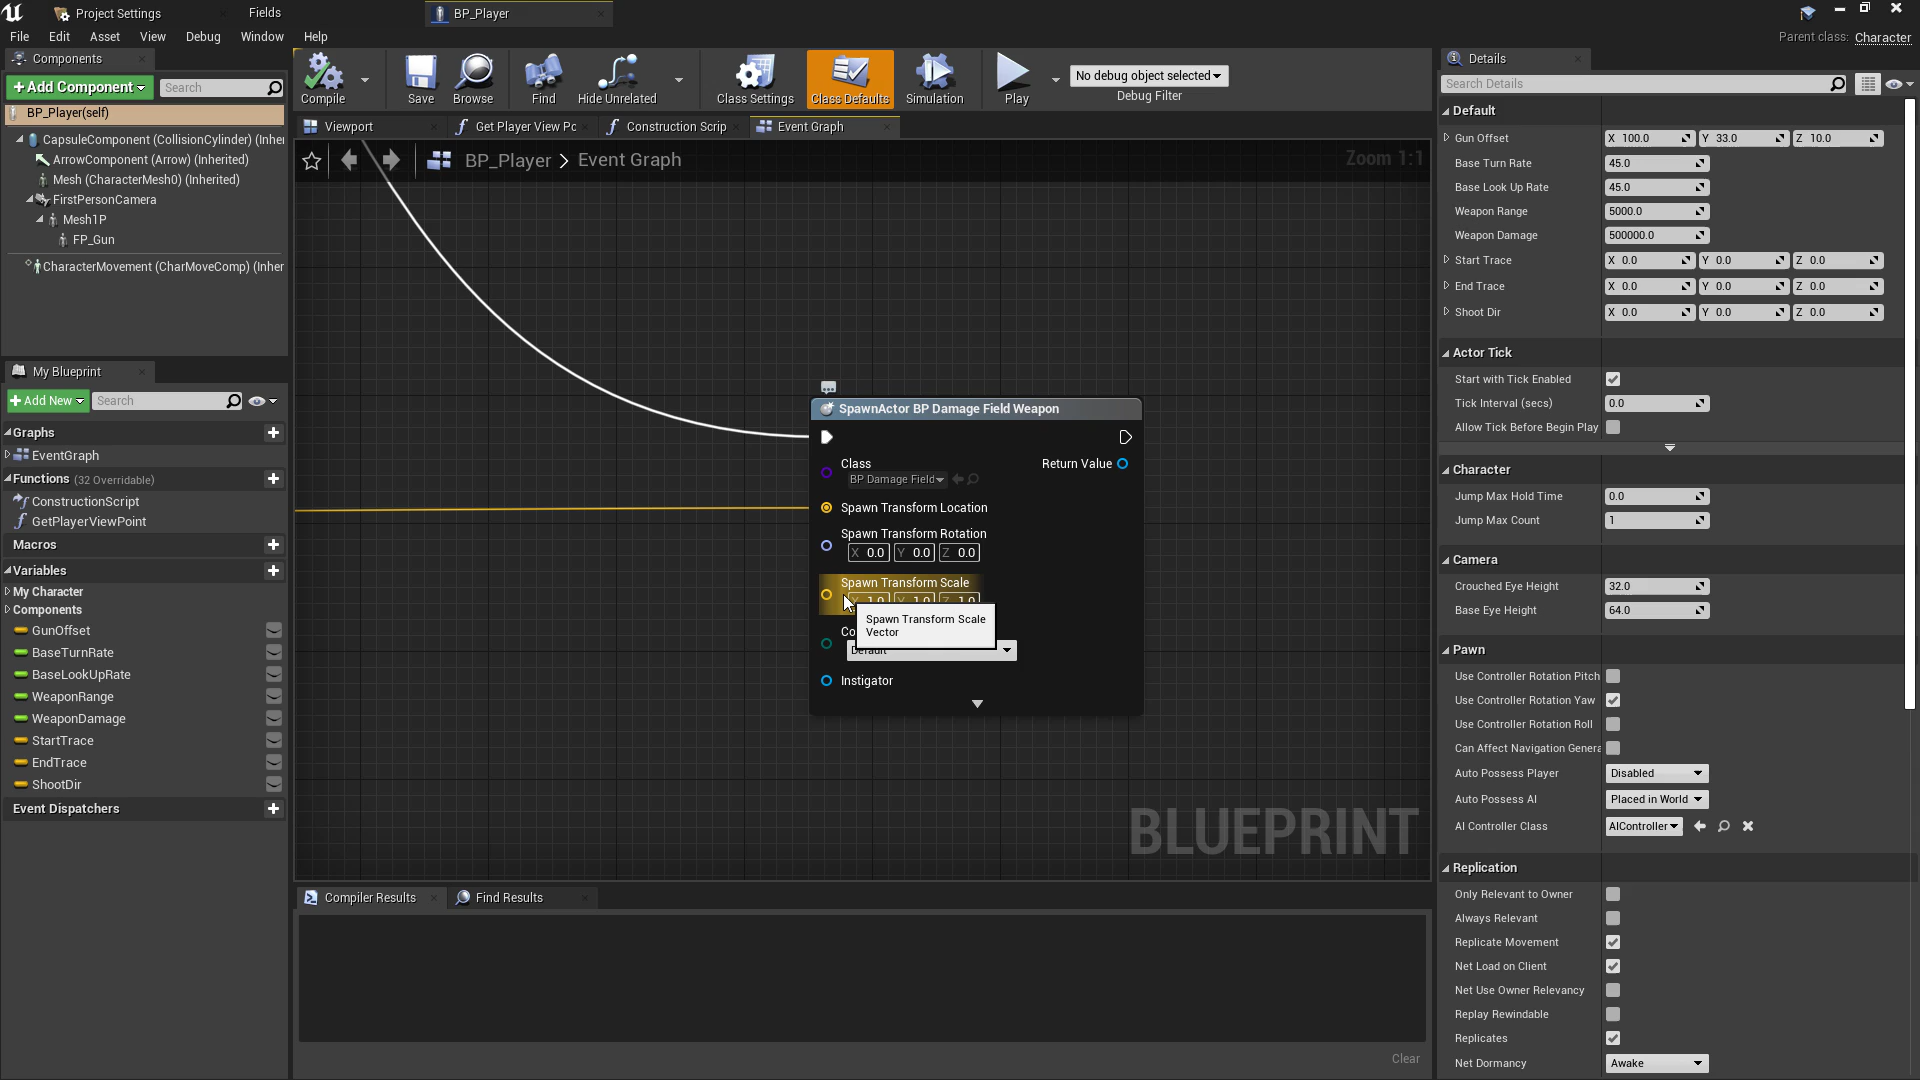 Project Settings
Fields
BP_Player
File
Edit
Asset
View
Debug
Window
Help
Parent class: Character
Components
Add Component
Search
BP_Player(self)
CapsuleComponent (CollisionCylinder) (Inher
ArrowComponent (Arrow) (Inherited)
Mesh (CharacterMesh0) (Inherited)
FirstPersonCamera
Mesh1P
FP_Gun
CharacterMovement (CharMoveComp) (Inher
My Blueprint
Add New
Search
Graphs
EventGraph
Functions (32 Overridable)
ConstructionScript
GetPlayerViewPoint
Macros
Variables
My Character
Components
GunOffset
BaseTurnRate
BaseLookUpRate
WeaponRange
WeaponDamage
StartTrace
EndTrace
ShootDir
Event Dispatchers
Compile
Save
Browse
Find
Hide Unrelated
Class Settings
Class Defaults
Simulation
Play
No debug object selected
Debug Filter
Viewport
Get Player View Po
Construction Scrip
Event Graph
BP_Player > Event Graph
Zoom 1:1
SpawnActor BP Damage Field Weapon
Class
BP Damage Field
Return Value
Spawn Transform Location
Spawn Transform Rotation
X 0.0 Y 0.0 Z 0.0
Spawn Transform Scale
X 1.0 Y 1.0 Z 1.0
Spawn Transform Scale
Vector
Co
Default
Instigator
BLUEPRINT
Compiler Results
Find Results
Clear
Details
Search Details
Default
Gun Offset X 100.0 Y 33.0 Z 10.0
Base Turn Rate 45.0
Base Look Up Rate 45.0
Weapon Range 5000.0
Weapon Damage 500000.0
Start Trace X 0.0 Y 0.0 Z 0.0
End Trace X 0.0 Y 0.0 Z 0.0
Shoot Dir X 0.0 Y 0.0 Z 0.0
Actor Tick
Start with Tick Enabled
Tick Interval (secs) 0.0
Allow Tick Before Begin Play
Character
Jump Max Hold Time 0.0
Jump Max Count 1
Camera
Crouched Eye Height 32.0
Base Eye Height 64.0
Pawn
Use Controller Rotation Pitch
Use Controller Rotation Yaw
Use Controller Rotation Roll
Can Affect Navigation Genera
Auto Possess Player Disabled
Auto Possess AI Placed in World
AI Controller Class AIController
Replication
Only Relevant to Owner
Always Relevant
Replicate Movement
Net Load on Client
Net Use Owner Relevancy
Replay Rewindable
Replicates
Net Dormancy Awake